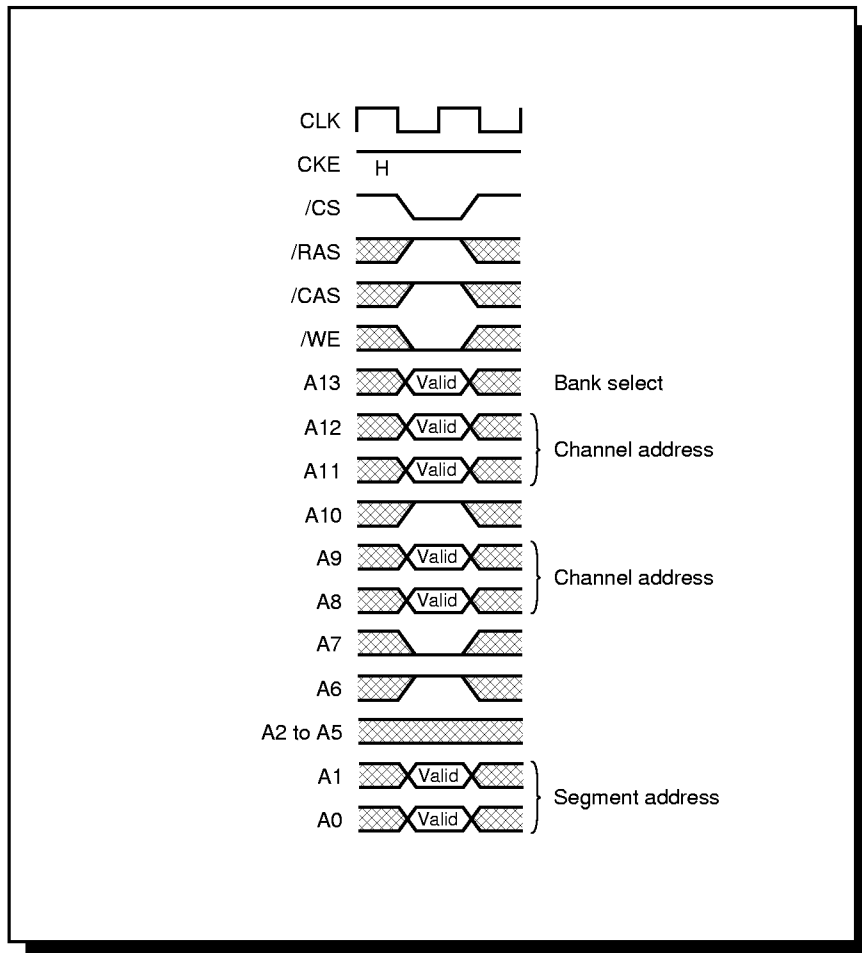 CLK
CKE H
/CS
/RAS
/CAS
/WE
A13 Valid Bank select
A12 Valid
Channel address
A11 Valid
A10
A9 Valid
Channel address
A8 Valid
A7
A6
A2 to A5
A1 Valid
Segment address
A0 Valid